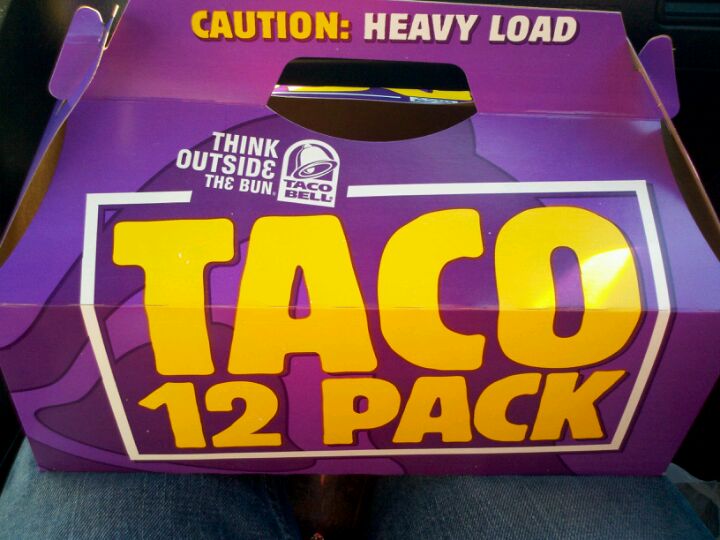 CAUTION: HEAVY LOAD
THINK
OUTSIDE
THE BUN.
TACO
BELL
TACO
12 PACK